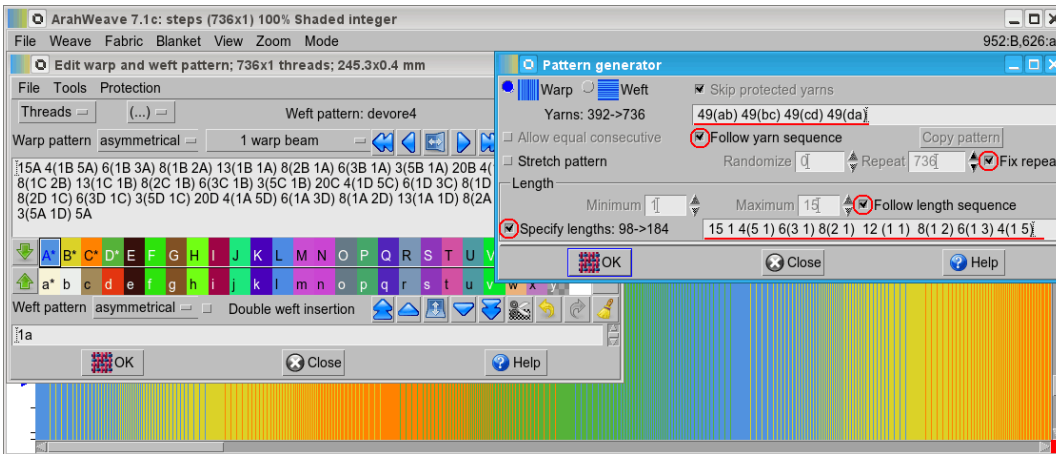 ArahWeave 7.1c: steps (736x1) 100% Shaded integer
File Weave Fabric Blanket View Zoom Mode
952:B,626:a
Edit warp and weft pattern; 736x1 threads; 245.3x0.4 mm
File Tools Protection
Threads (...) Weft pattern: devore4
Warp pattern asymmetrical 1 warp beam
15A 4(1B 5A) 6(1B 3A) 8(1B 2A) 13(1B 1A) 8(2B 1A) 6(3B 1A) 3(5B 1A) 20B 4(
8(1C 2B) 13(1C 1B) 8(2C 1B) 6(3C 1B) 3(5C 1B) 20C 4(1D 5C) 6(1D 3C) 8(1D
8(2D 1C) 6(3D 1C) 3(5D 1C) 20D 4(1A 5D) 6(1A 3D) 8(1A 2D) 13(1A 1D) 8(2A
3(5A 1D) 5A
A* B* C* D* E F G H I J K L M N O P Q R S T U V
a* b c d e f g h i j k l m n o p q r s t u v w x y
Weft pattern asymmetrical Double weft insertion
1a
OK Close Help
Pattern generator
Warp Weft Skip protected yarns
Yarns: 392->736 49(ab) 49(bc) 49(cd) 49(da)
Allow equal consecutive Follow yarn sequence Copy pattern
Stretch pattern Randomize 0 Repeat 736 Fix repea
Length
Minimum 1 Maximum 15 Follow length sequence
Specify lengths: 98->184 15 1 4(5 1) 6(3 1) 8(2 1) 12 (1 1) 8(1 2) 6(1 3) 4(1 5)
OK Close Help